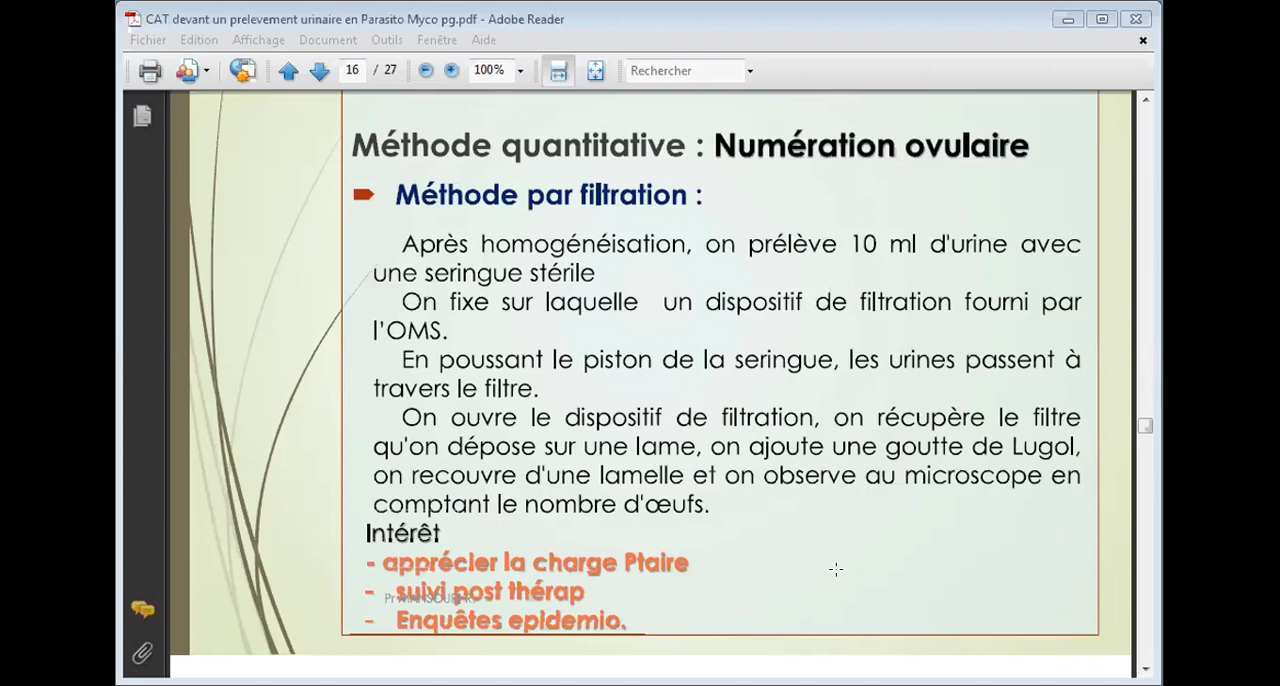 CAT devant un prelevement urinaire en Parasito Myco pg.pdf - Adobe Reader
Fichier Edition Affichage Document Outils Fenêtre Aide
16 / 27 100% Rechercher
Méthode quantitative : Numération ovulaire
Méthode par filtration :
Après homogénéisation, on prélève 10 ml d'urine avec
une seringue stérile
On fixe sur laquelle un dispositif de filtration fourni par
l'OMS.
En poussant le piston de la seringue, les urines passent à
travers le filtre.
On ouvre le dispositif de filtration, on récupère le filtre
qu'on dépose sur une lame, on ajoute une goutte de Lugol,
on recouvre d'une lamelle et on observe au microscope en
comptant le nombre d'œufs.
Intérêt
- apprécier la charge Ptaire
- suivi post thérap
- Enquêtes epidemio.